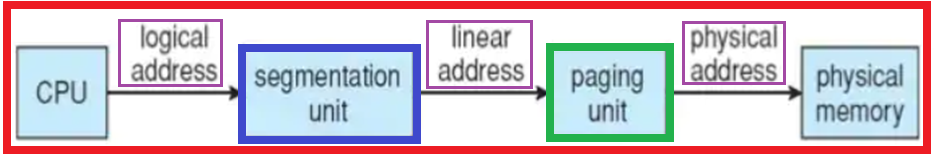 CPU
logical
address
segmentation
unit
linear
address
paging
unit
physical
address
physical
memory